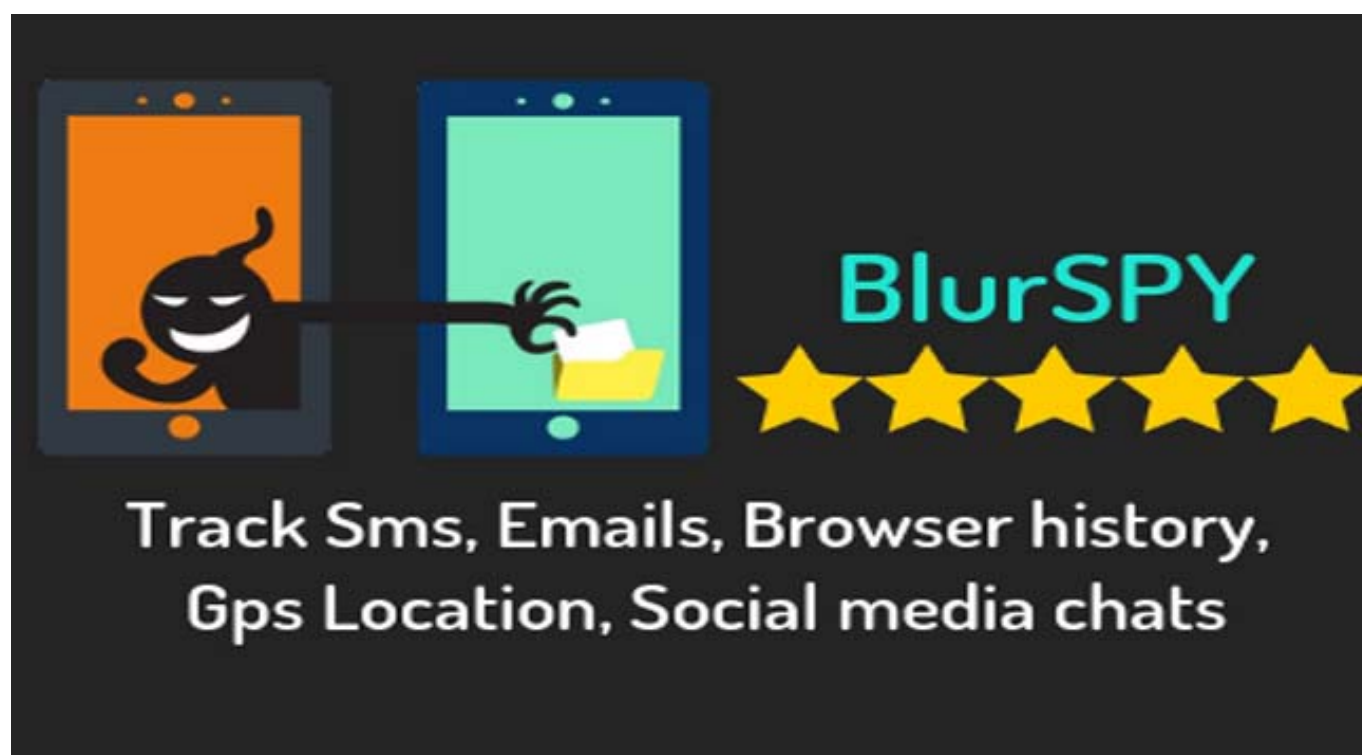 BlurSPY
Track Sms, Emails, Browser history,
Gps Location, Social media chats